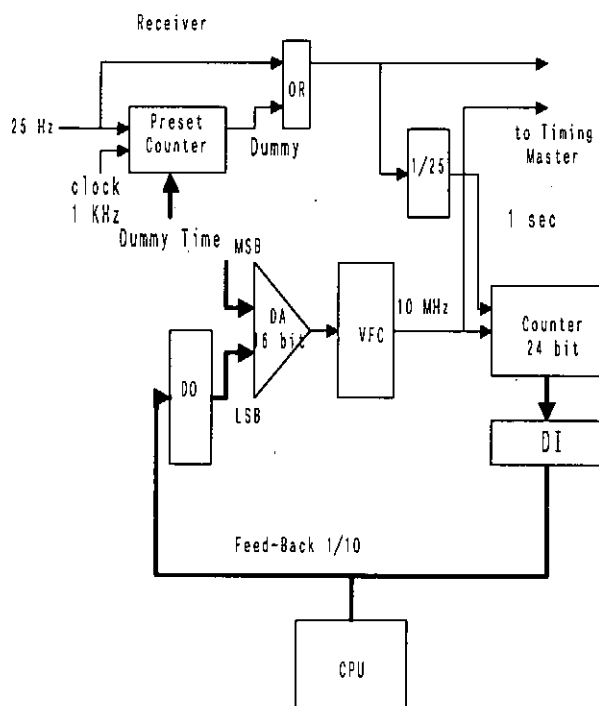 Receiver
OR
25 Hz
Preset
Counter
Dummy
to Timing
Master
clock
1 KHz
1/25
Dummy Time
1 sec
MSB
DA
16 bit
VFC
10 MHz
Counter
24 bit
DO
LSB
DI
Feed-Back 1/10
CPU